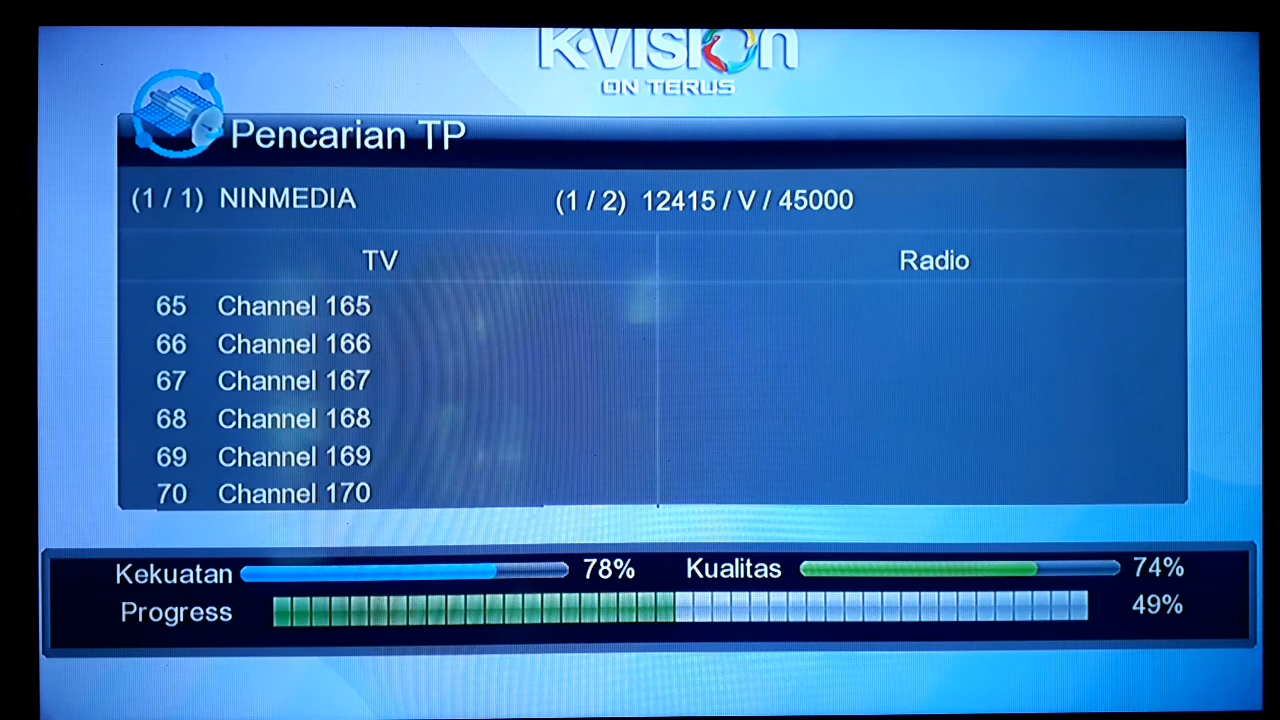 K-VISION
ON TERUS
Pencarian TP
(1 / 1) NINMEDIA (1 / 2) 12415 / V / 45000
TV Radio
65 Channel 165
66 Channel 166
67 Channel 167
68 Channel 168
69 Channel 169
70 Channel 170
Kekuatan 78% Kualitas 74%
Progress 49%